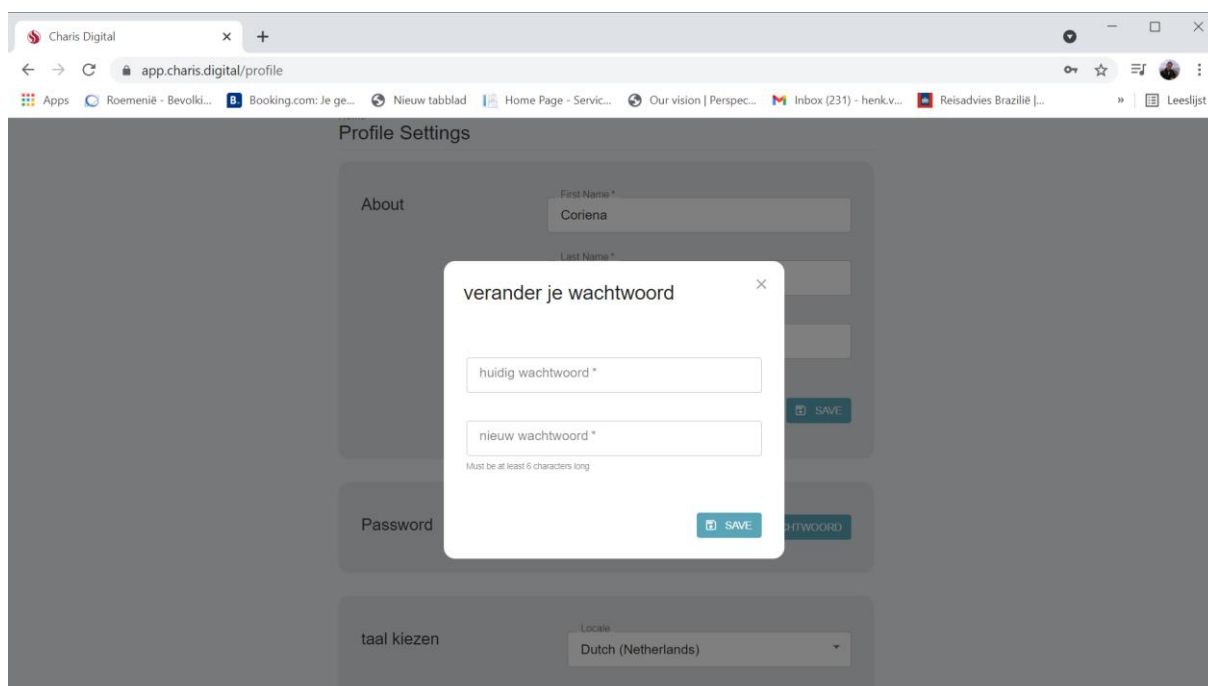 Charis Digital
app.charis.digital/profile
Apps Roemenië - Bevolki... Booking.com: Je ge... Nieuw tabblad Home Page - Servic... Our vision | Perspec... Inbox (231) - henk.v... Reisadvies Brazilië |... » Leeslijst
Profile Settings
About
First Name *
Coriena
Last Name *
verander je wachtwoord
huidig wachtwoord *
SAVE
nieuw wachtwoord *
Must be at least 6 characters long
Password
SAVE
HTWOORD
taal kiezen
Locale
Dutch (Netherlands)